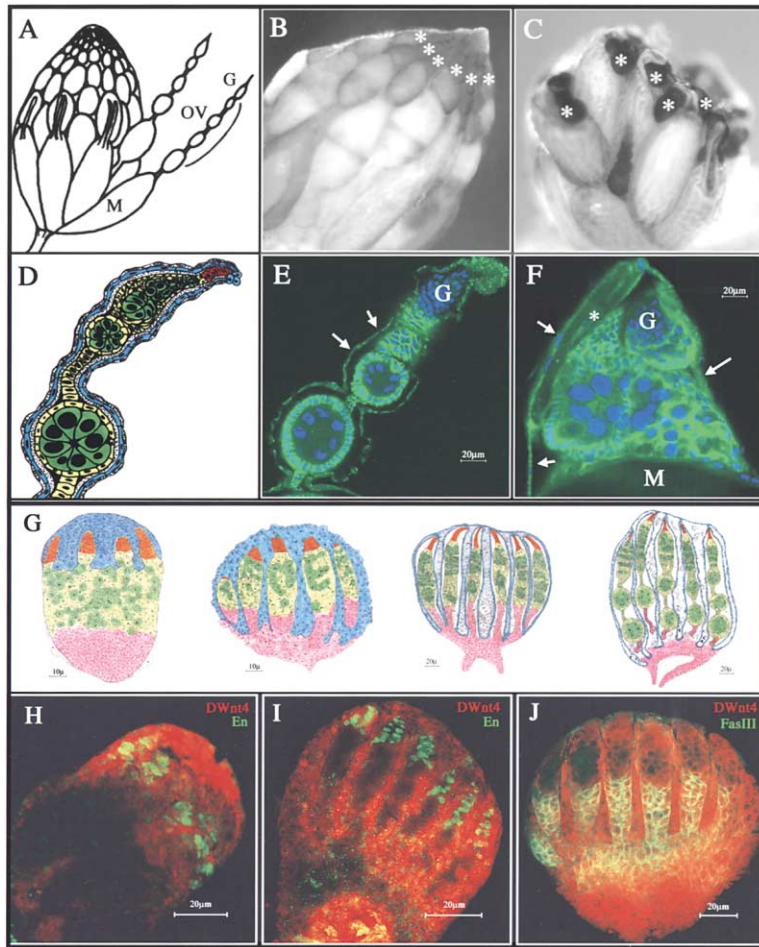 A
G
OV
M
B
* * * * * *
C
* * * * *
D
E
G
20µm
F
20µm
*
G
M
G
10µ
10µ
20µ
20µ
H
DWnt4
En
20µm
I
DWnt4
En
20µm
J
DWnt4
FasIII
20µm